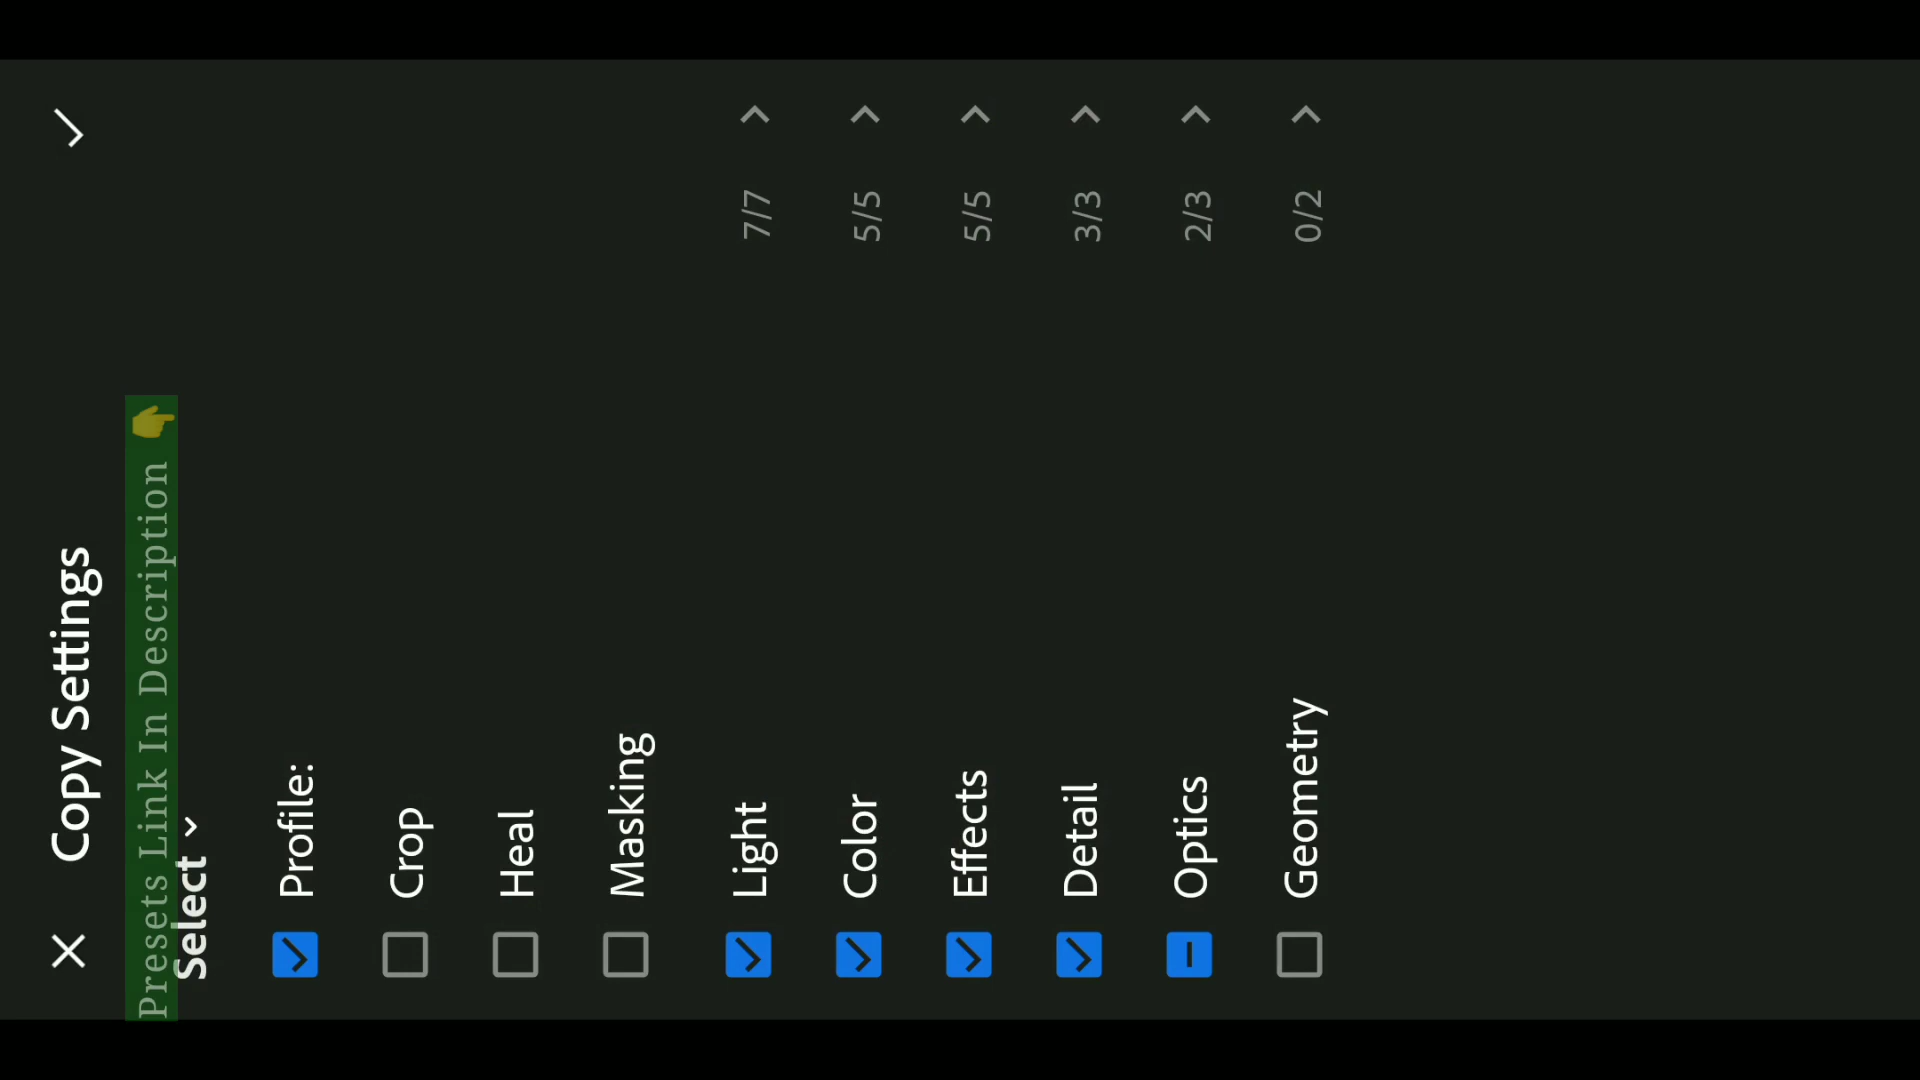 Copy Settings
Presets Link In Description 👉
Select
Profile:
Crop
Heal
Masking
Light 7/7
Color 5/5
Effects 5/5
Detail 3/3
Optics 2/3
Geometry 0/2